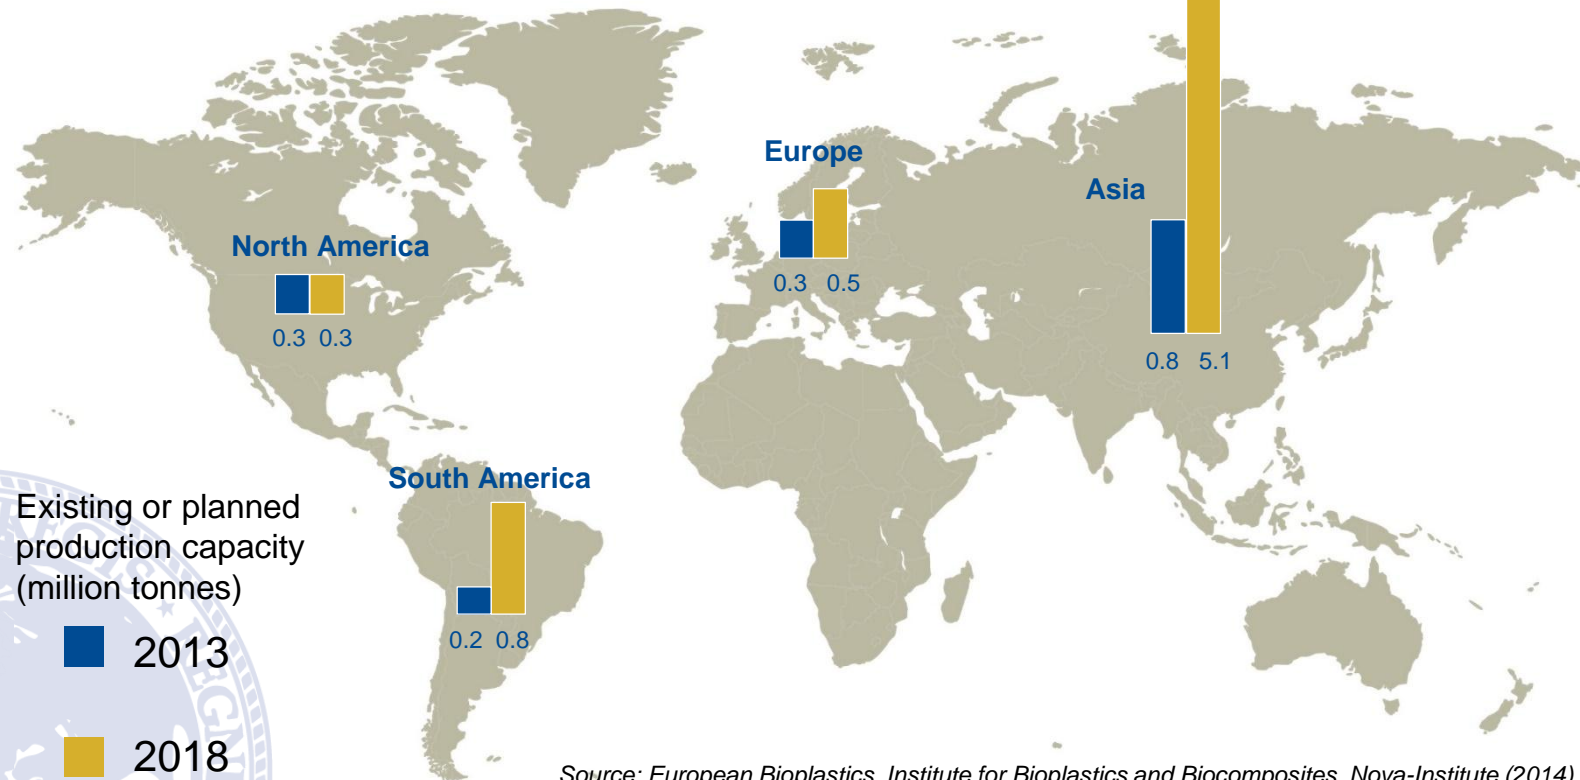 Europe
Asia
North America
0.3 0.5
0.3 0.3
0.8 5.1
South America
Existing or planned
production capacity
(million tonnes)
0.2 0.8
2013
2018
Source: European Bioplastics, Institute for Bioplastics and Biocomposites, Nova-Institute (2014)